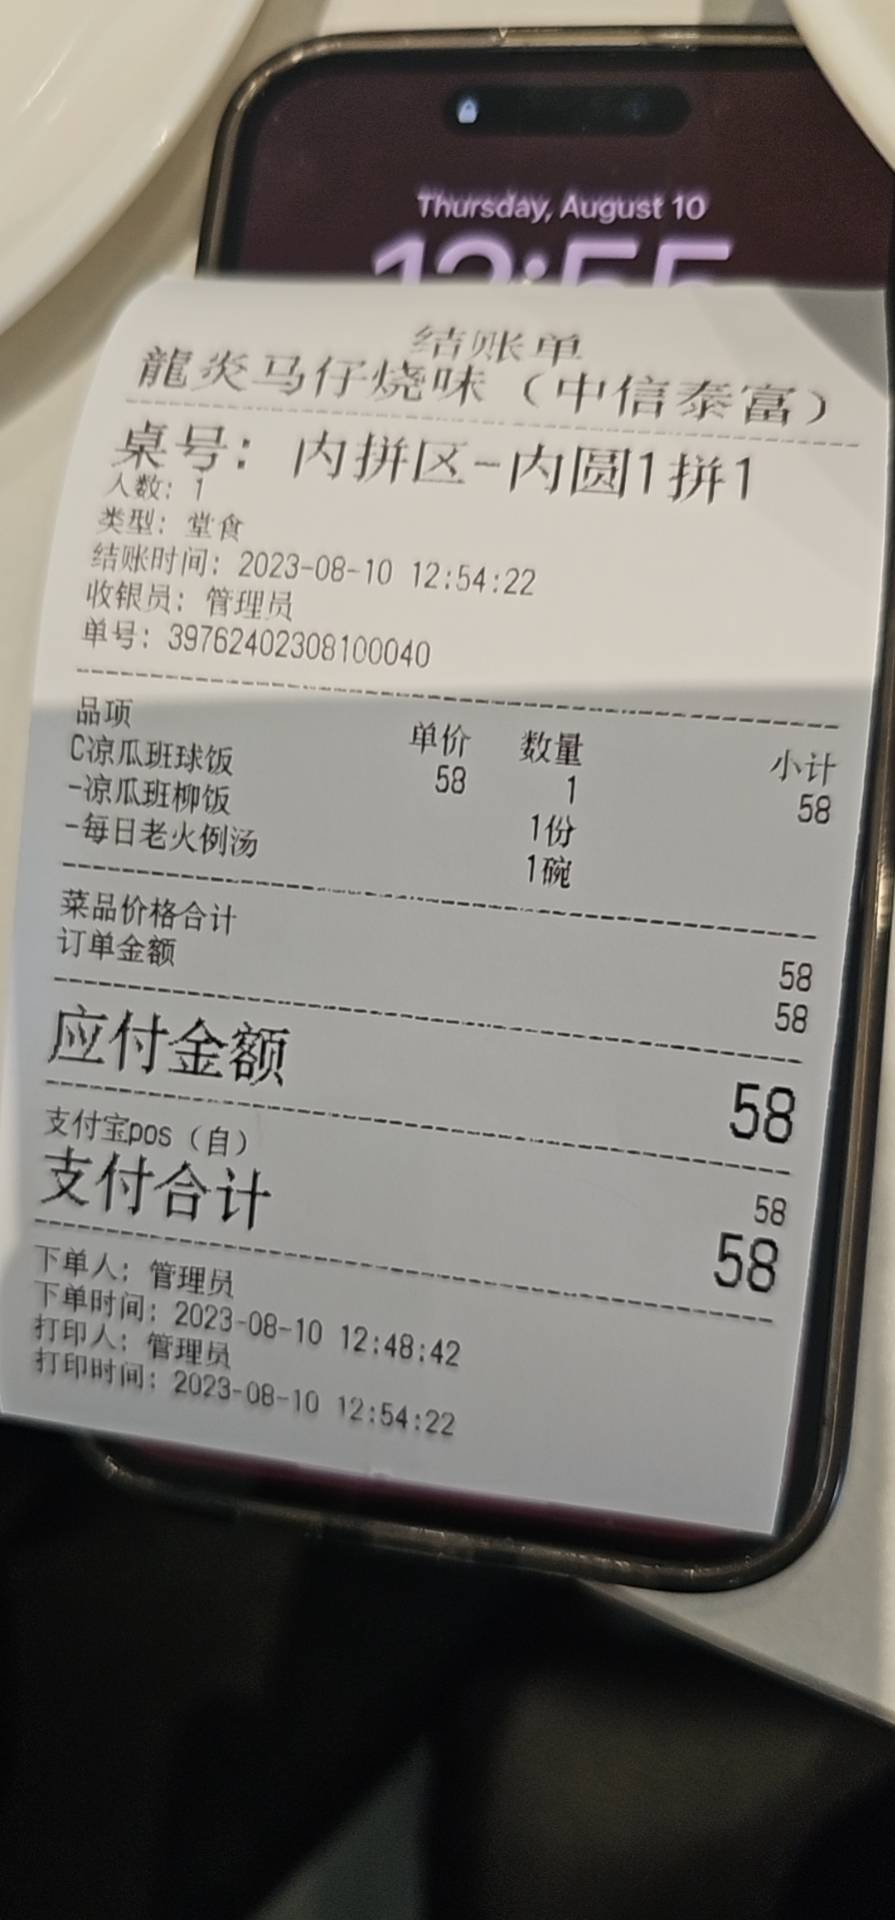 Thursday, August 10
12:55
结账单
龍炎马仔烧味（中信泰富）
桌号：内拼区-内圆1拼1
人数：1
类型：堂食
结账时间：2023-08-10 12:54:22
收银员：管理员
单号：39762402308100040
品项 单价 数量 小计
C凉瓜班球饭 58 1 58
-凉瓜班柳饭 1份
-每日老火例汤 1碗
菜品价格合计 58
订单金额 58
应付金额 58
支付宝pos（自） 58
支付合计 58
下单人：管理员
下单时间：2023-08-10 12:48:42
打印人：管理员
打印时间：2023-08-10 12:54:22